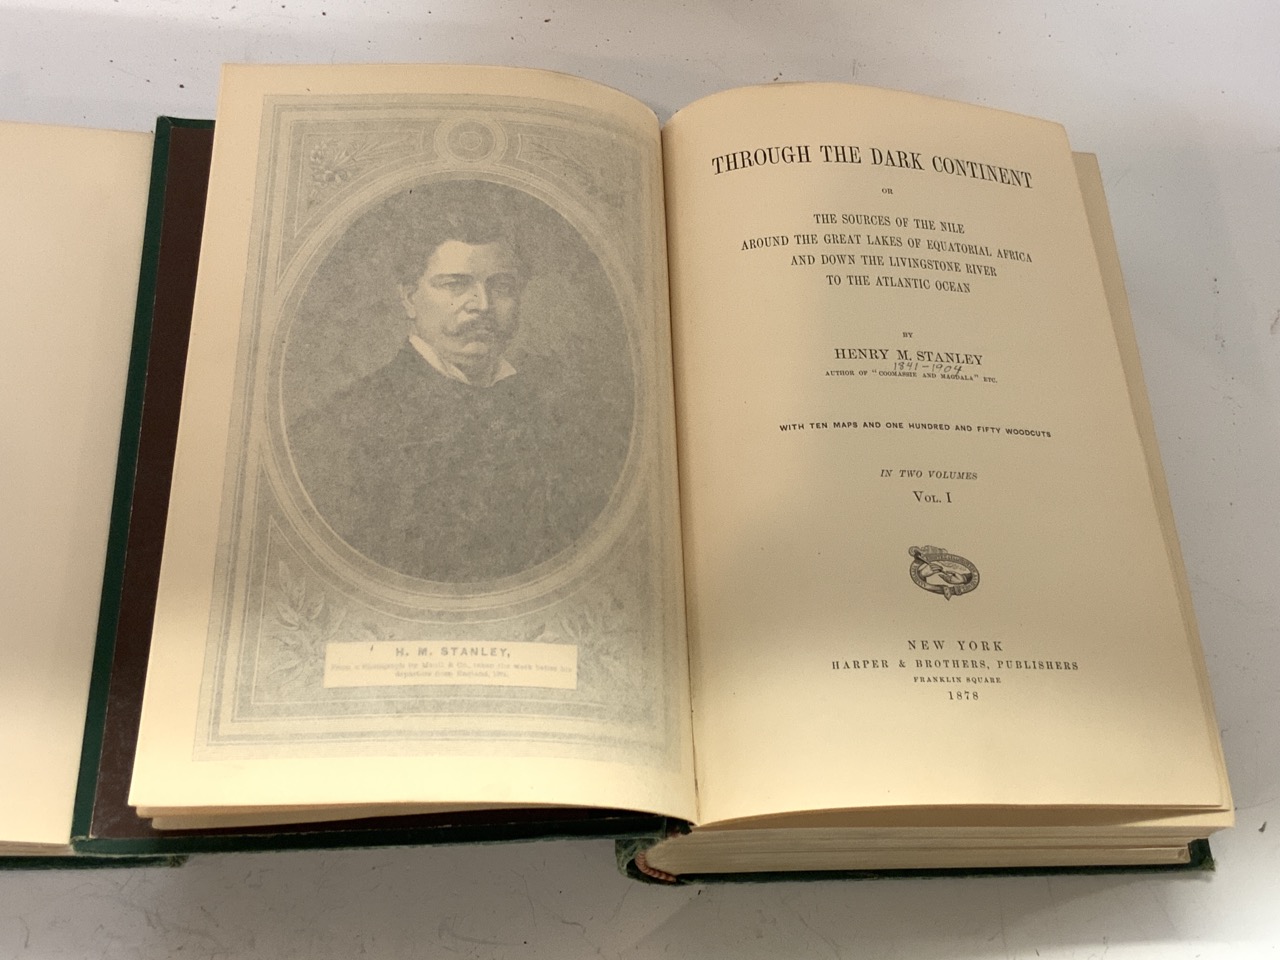 H. M. STANLEY,
THROUGH THE DARK CONTINENT
OR
THE SOURCES OF THE NILE
AROUND THE GREAT LAKES OF EQUATORIAL AFRICA
AND DOWN THE LIVINGSTONE RIVER
TO THE ATLANTIC OCEAN
BY
HENRY M. STANLEY
1841-1904
AUTHOR OF "COOMASSIE AND MAGDALA" ETC.
WITH TEN MAPS AND ONE HUNDRED AND FIFTY WOODCUTS
IN TWO VOLUMES
VOL. I
NEW YORK
HARPER & BROTHERS, PUBLISHERS
FRANKLIN SQUARE
1878